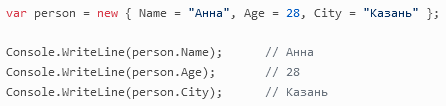 var person = new { Name = "Анна", Age = 28, City = "Казань" };
Console.WriteLine(person.Name);      // Анна
Console.WriteLine(person.Age);       // 28
Console.WriteLine(person.City);      // Казань